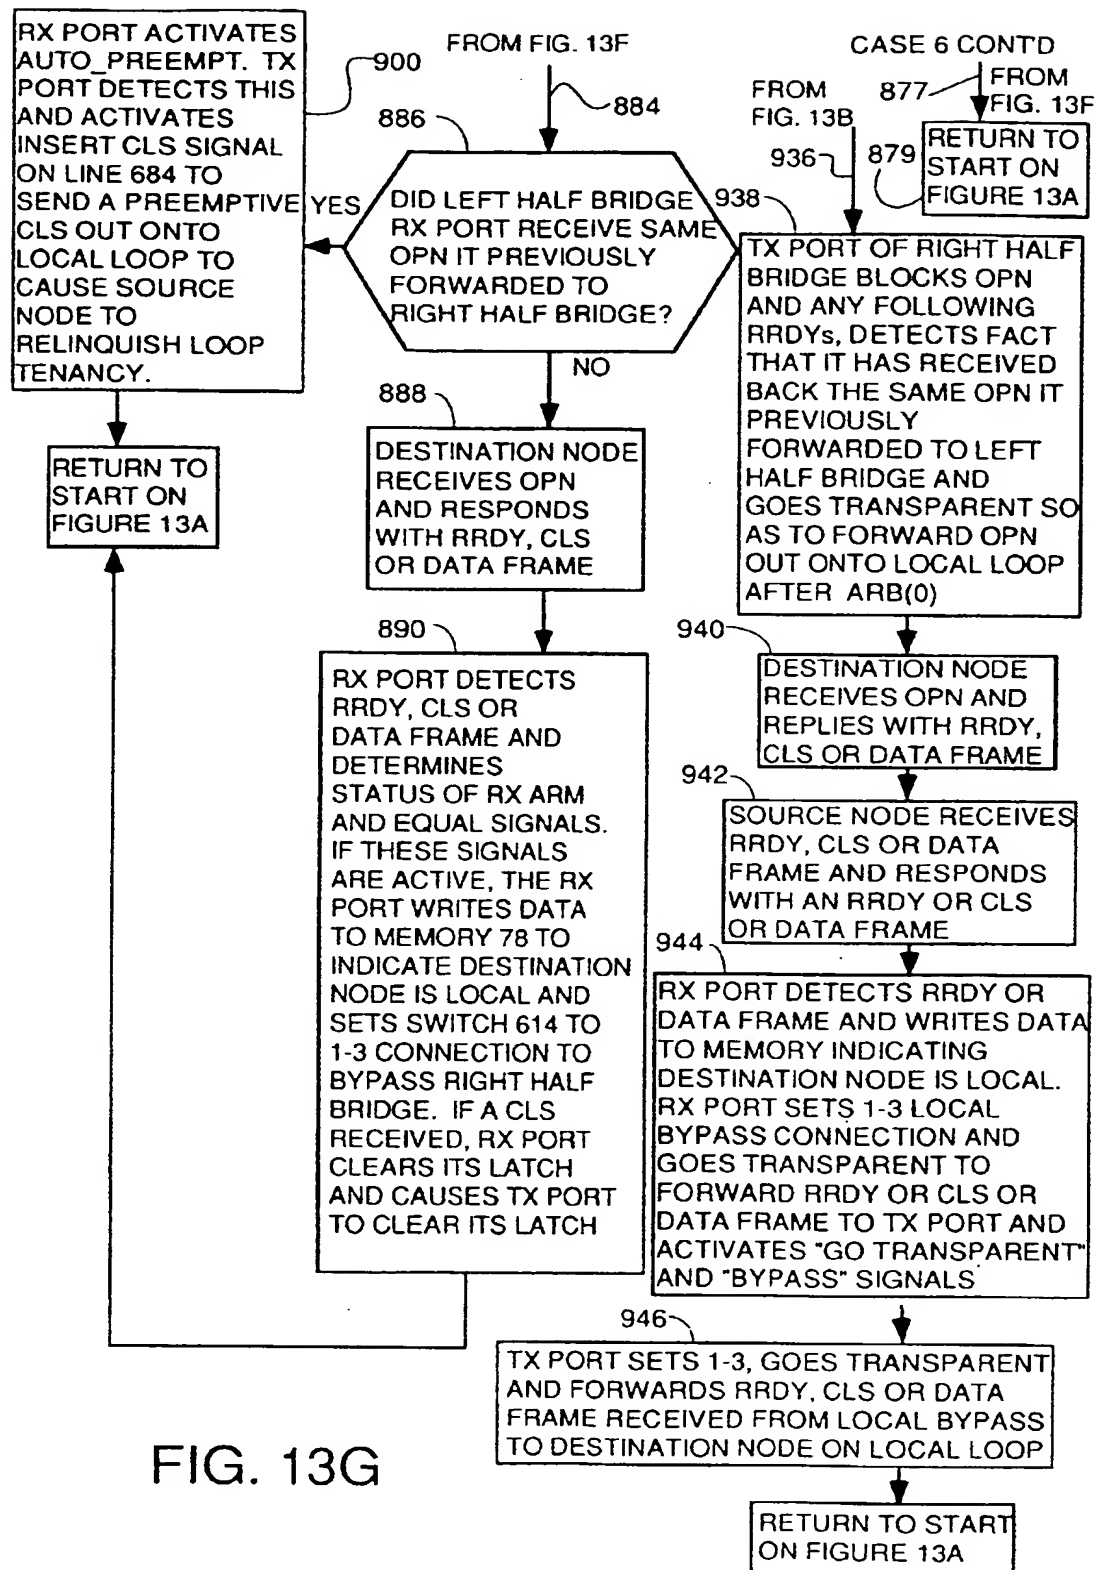 RX PORT ACTIVATES
AUTO_PREEMPT. TX
PORT DETECTS THIS
AND ACTIVATES
INSERT CLS SIGNAL
ON LINE 684 TO
SEND A PREEMPTIVE
CLS OUT ONTO
LOCAL LOOP TO
CAUSE SOURCE
NODE TO
RELINQUISH LOOP
TENANCY.
900
RETURN TO
START ON
FIGURE 13A
FROM FIG. 13F
884
886
DID LEFT HALF BRIDGE
RX PORT RECEIVE SAME
OPN IT PREVIOUSLY
FORWARDED TO
RIGHT HALF BRIDGE?
YES
NO
888
DESTINATION NODE
RECEIVES OPN
AND RESPONDS
WITH RRDY, CLS
OR DATA FRAME
890
RX PORT DETECTS
RRDY, CLS OR
DATA FRAME AND
DETERMINES
STATUS OF RX ARM
AND EQUAL SIGNALS.
IF THESE SIGNALS
ARE ACTIVE, THE RX
PORT WRITES DATA
TO MEMORY 78 TO
INDICATE DESTINATION
NODE IS LOCAL AND
SETS SWITCH 614 TO
1-3 CONNECTION TO
BYPASS RIGHT HALF
BRIDGE. IF A CLS
RECEIVED, RX PORT
CLEARS ITS LATCH
AND CAUSES TX PORT
TO CLEAR ITS LATCH
CASE 6 CONT'D
877
FROM
FIG. 13F
879
RETURN TO
START ON
FIGURE 13A
FROM
FIG. 13B
936
938
TX PORT OF RIGHT HALF
BRIDGE BLOCKS OPN
AND ANY FOLLOWING
RRDYs, DETECTS FACT
THAT IT HAS RECEIVED
BACK THE SAME OPN IT
PREVIOUSLY
FORWARDED TO LEFT
HALF BRIDGE AND
GOES TRANSPARENT SO
AS TO FORWARD OPN
OUT ONTO LOCAL LOOP
AFTER ARB(0)
940
DESTINATION NODE
RECEIVES OPN AND
REPLIES WITH RRDY,
CLS OR DATA FRAME
942
SOURCE NODE RECEIVES
RRDY, CLS OR DATA
FRAME AND RESPONDS
WITH AN RRDY OR CLS
OR DATA FRAME
944
RX PORT DETECTS RRDY OR
DATA FRAME AND WRITES DATA
TO MEMORY INDICATING
DESTINATION NODE IS LOCAL.
RX PORT SETS 1-3 LOCAL
BYPASS CONNECTION AND
GOES TRANSPARENT TO
FORWARD RRDY OR CLS OR
DATA FRAME TO TX PORT AND
ACTIVATES "GO TRANSPARENT"
AND "BYPASS" SIGNALS
946
TX PORT SETS 1-3, GOES TRANSPARENT
AND FORWARDS RRDY, CLS OR DATA
FRAME RECEIVED FROM LOCAL BYPASS
TO DESTINATION NODE ON LOCAL LOOP
RETURN TO START
ON FIGURE 13A
FIG. 13G